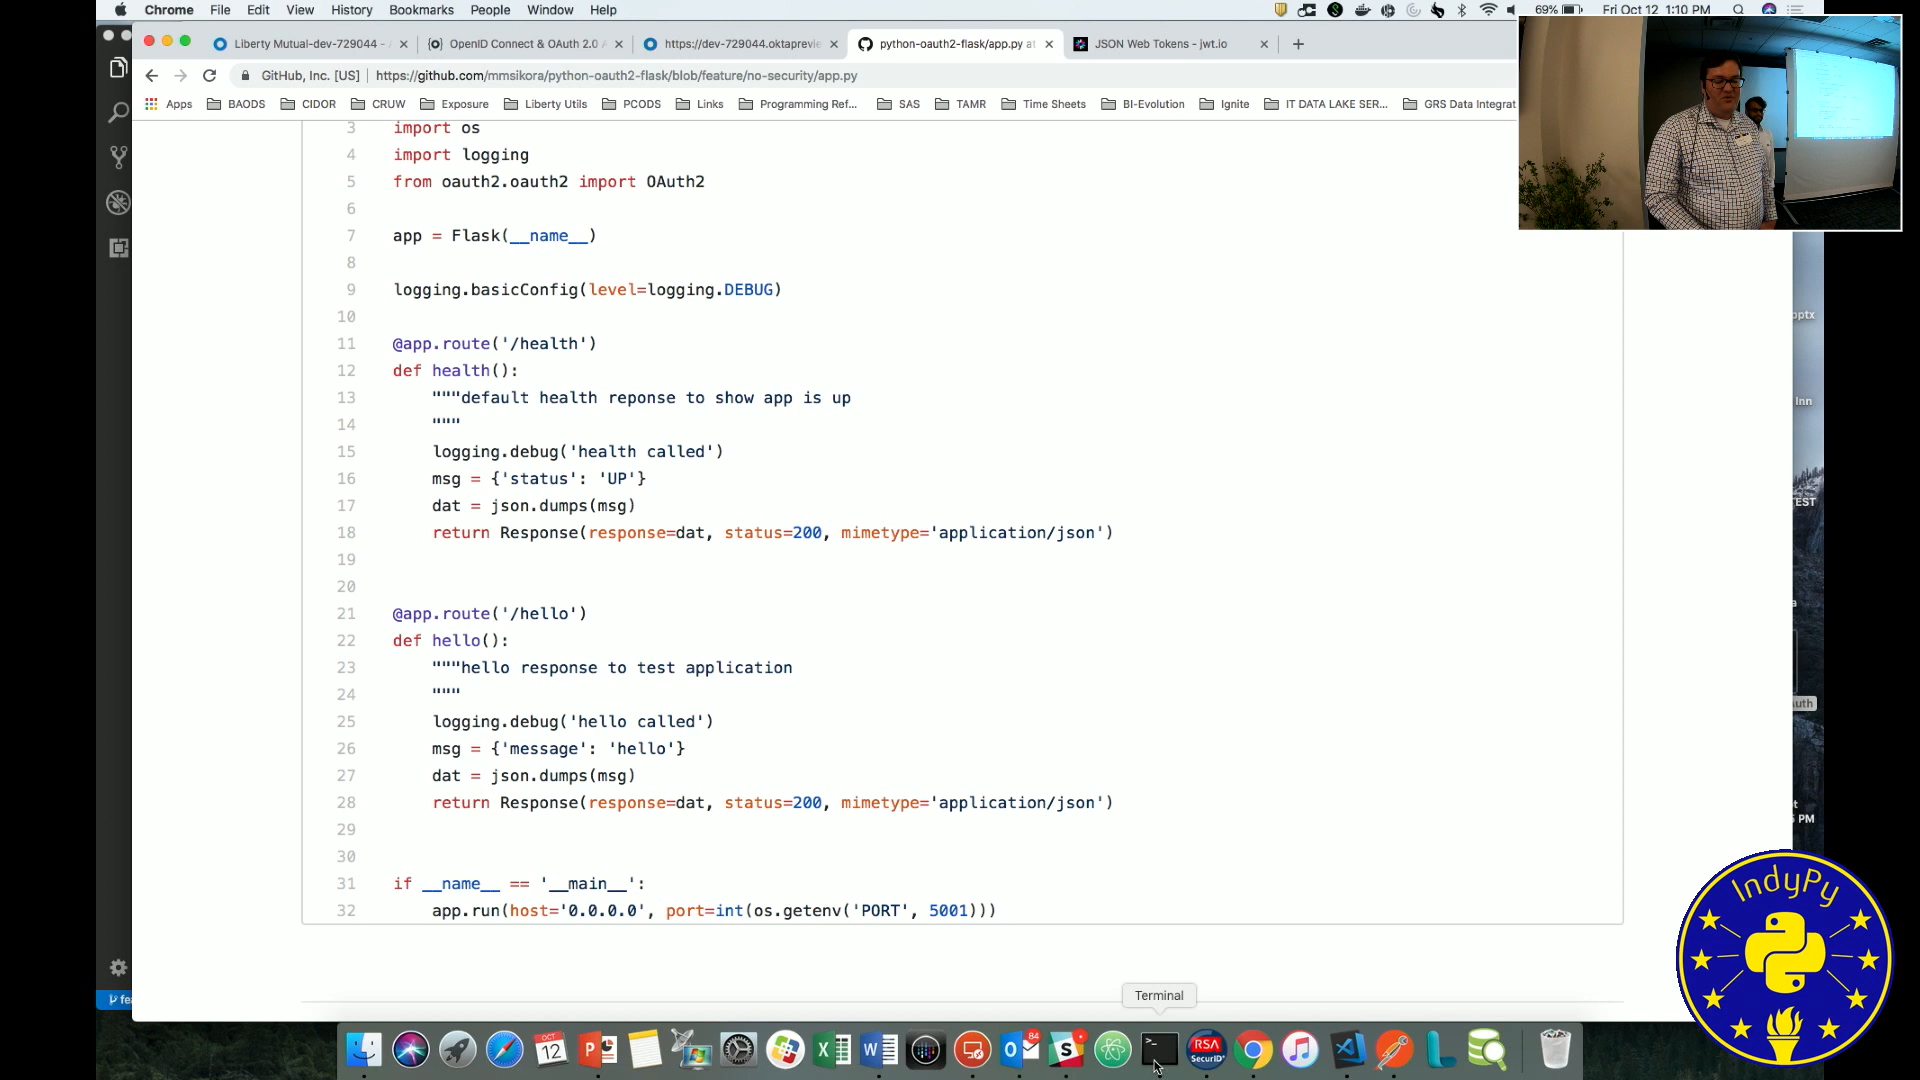 Chrome File Edit View History Bookmarks People Window Help 69% Fri Oct 12 1:10 PM
Liberty Mutual-dev-729044 - OpenID Connect & OAuth 2.0 https://dev-729044.oktaprevie python-oauth2-flask/app.py at JSON Web Tokens - jwt.io
GitHub, Inc. [US] https://github.com/mmsikora/python-oauth2-flask/blob/feature/no-security/app.py
Apps BAODS CIDOR CRUW Exposure Liberty Utils PCODS Links Programming Ref... SAS TAMR Time Sheets BI-Evolution Ignite IT DATA LAKE SER... GRS Data Integrat
3 import os
4 import logging
5 from oauth2.oauth2 import OAuth2
6
7 app = Flask(__name__)
8
9 logging.basicConfig(level=logging.DEBUG)
10
11 @app.route('/health')
12 def health():
13 """default health reponse to show app is up
14 """
15 logging.debug('health called')
16 msg = {'status': 'UP'}
17 dat = json.dumps(msg)
18 return Response(response=dat, status=200, mimetype='application/json')
19
20
21 @app.route('/hello')
22 def hello():
23 """hello response to test application
24 """
25 logging.debug('hello called')
26 msg = {'message': 'hello'}
27 dat = json.dumps(msg)
28 return Response(response=dat, status=200, mimetype='application/json')
29
30
31 if __name__ == '__main__':
32 app.run(host='0.0.0.0', port=int(os.getenv('PORT', 5001)))
pptx
Inn
PM
fea
Terminal
OCT
12
84
RSA
SecurID
IndyPy